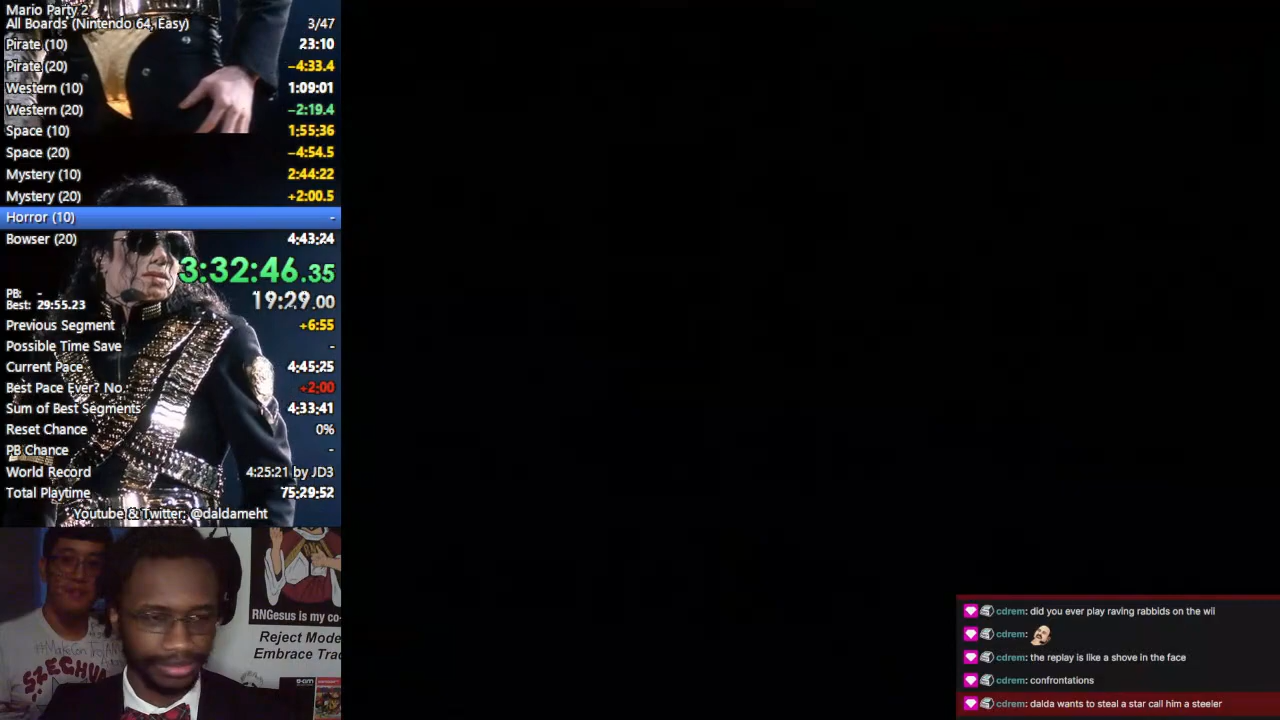 Mario Party 2
All Boards (Nintendo 64, Easy) 3/47
Pirate (10) 23:10
Pirate (20) −4:33.4
Western (10) 1:09:01
Western (20) −2:19.4
Space (10) 1:55:36
Space (20) −4:54.5
Mystery (10) 2:44:22
Mystery (20) +2:00.5
Horror (10) -
Bowser (20) 4:43:24
3:32:46.35
PB: -
Best: 29:55.23 19:29.00
Previous Segment +6:55
Possible Time Save -
Current Pace 4:45:25
Best Pace Ever? No. +2:00
Sum of Best Segments 4:33:41
Reset Chance 0%
PB Chance -
World Record 4:25:21 by JD3
Total Playtime 75:29:52
Youtube & Twitter: @daldameht
RNGesus is my co-
Reject Mode
Embrace Tra
cdrem: did you ever play raving rabbids on the wii
cdrem:
cdrem: the replay is like a shove in the face
cdrem: confrontations
cdrem: dalda wants to steal a star call him a steeler